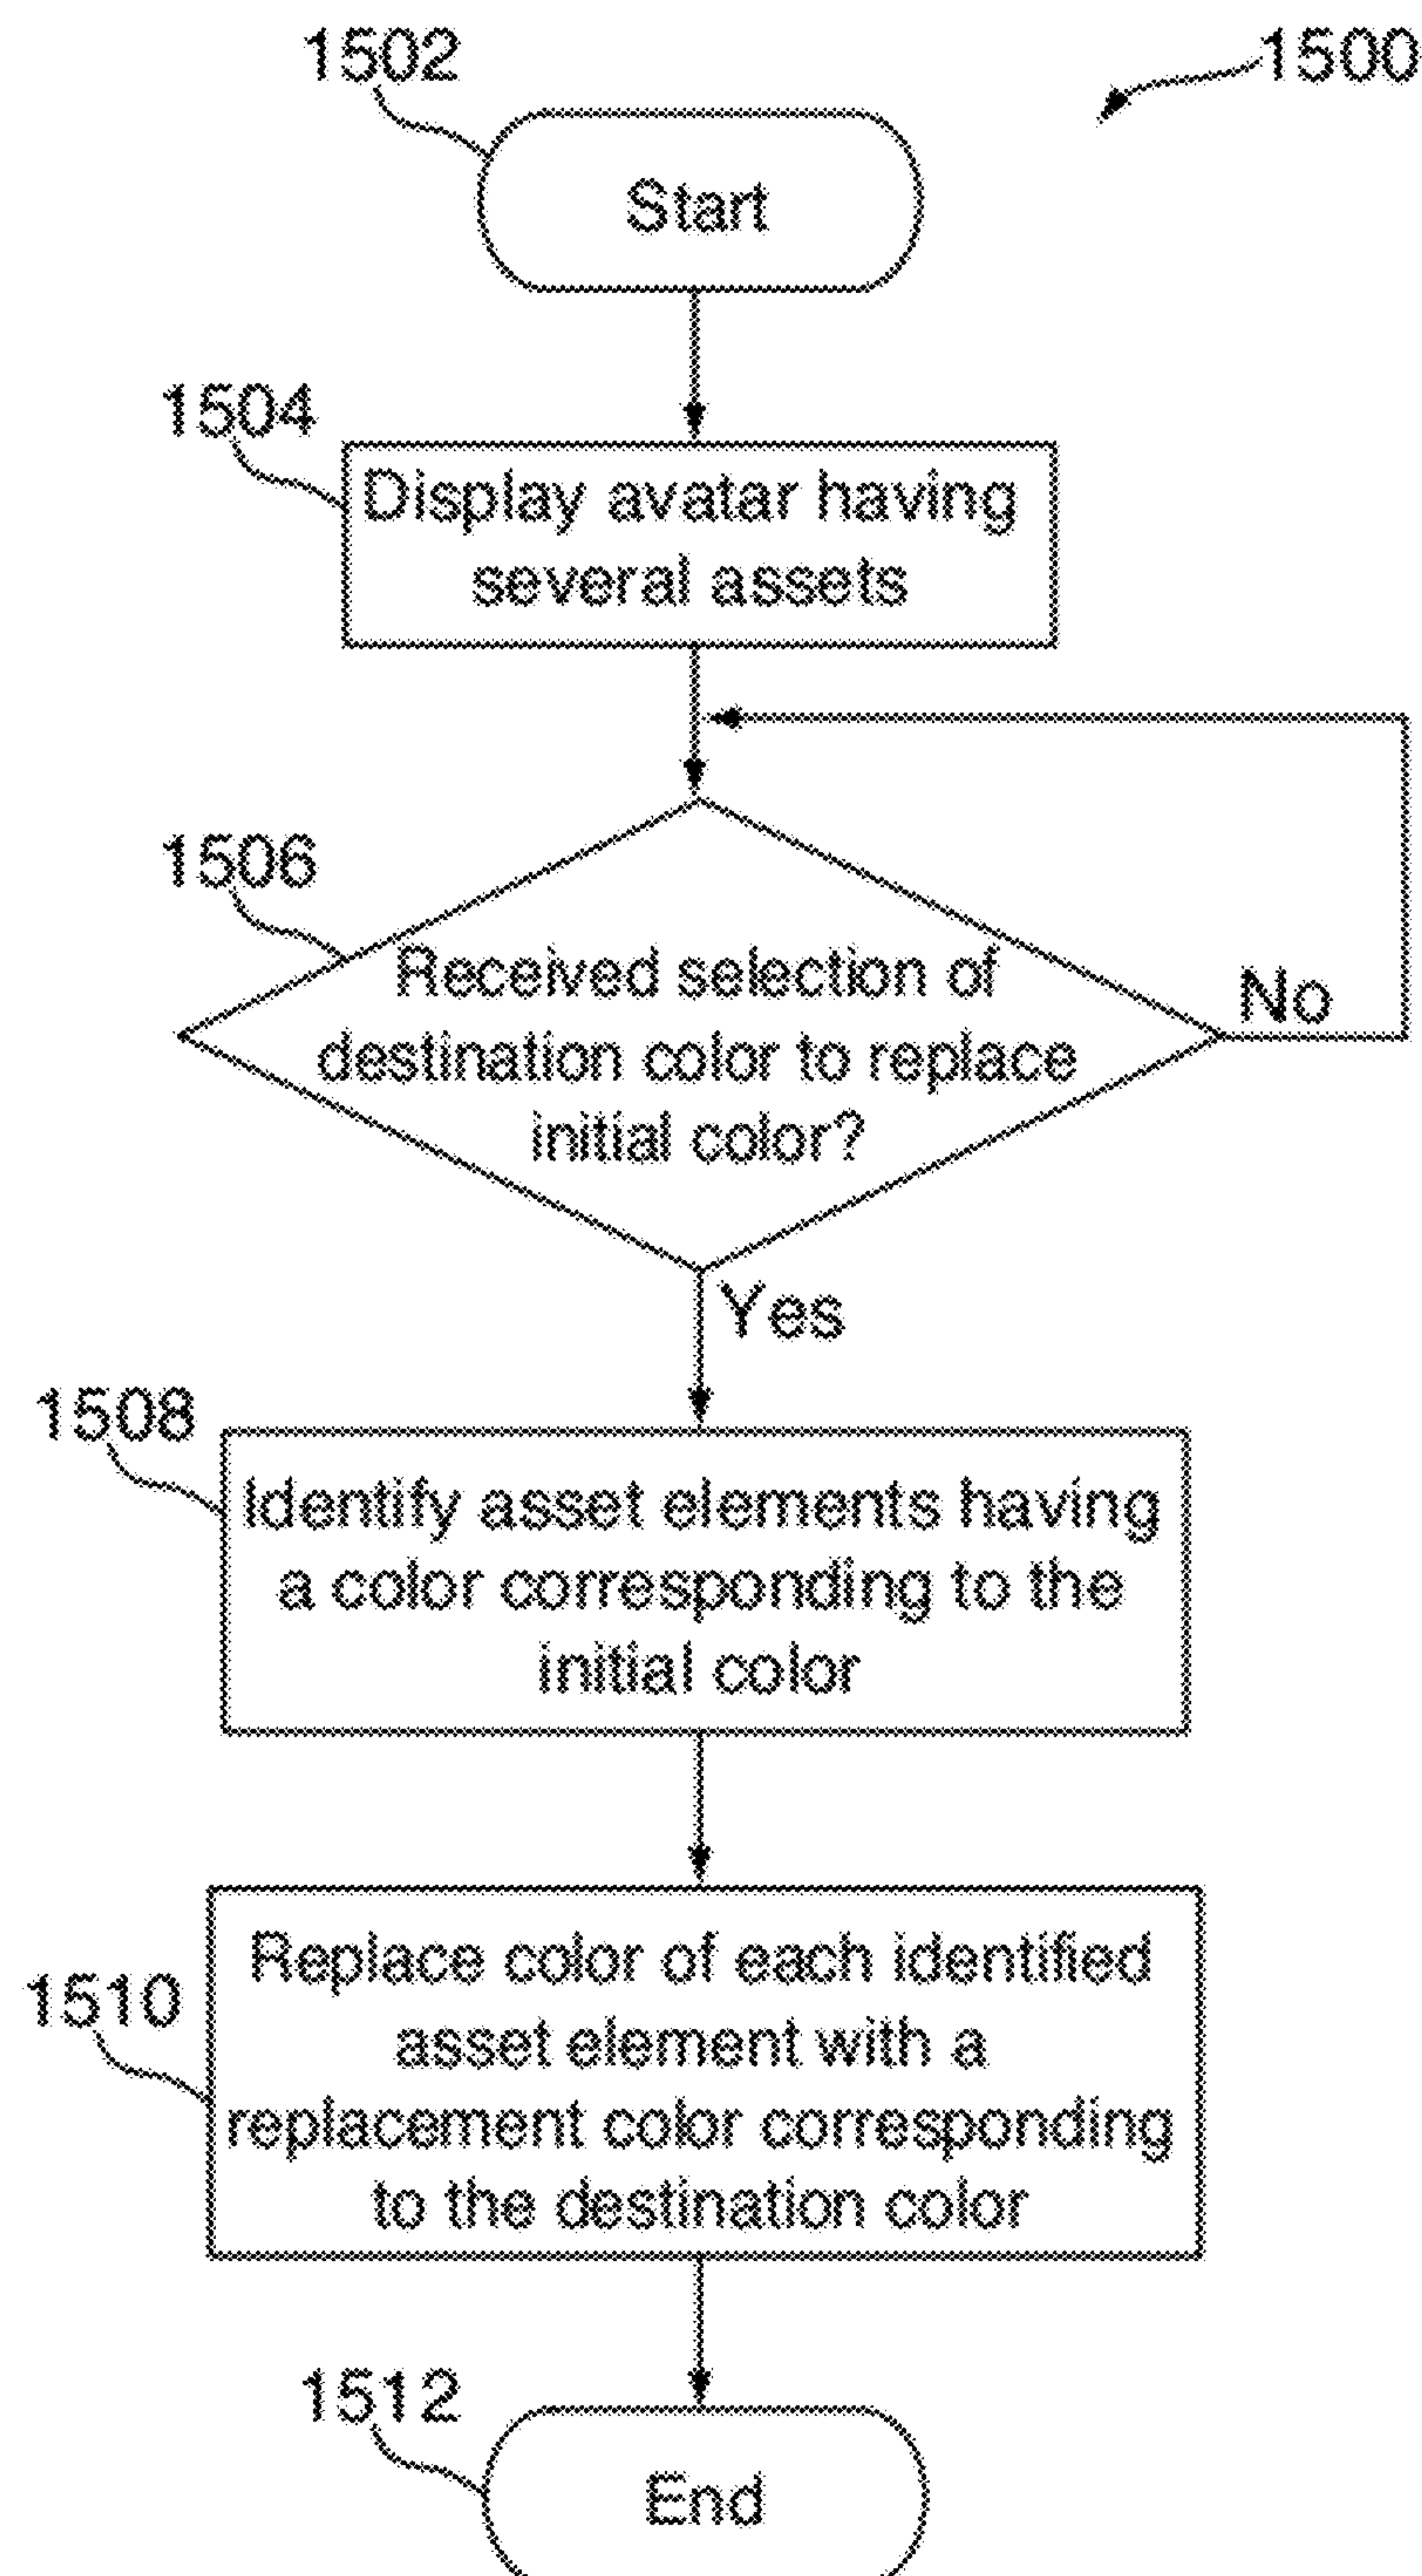 1502
1500
Start
1504
Display avatar having
several assets
1506
Received selection of
destination color to replace
initial color?
No
Yes
1508
Identify asset elements having
a color corresponding to the
initial color
1510
Replace color of each identified
asset element with a
replacement color corresponding
to the destination color
1512
End